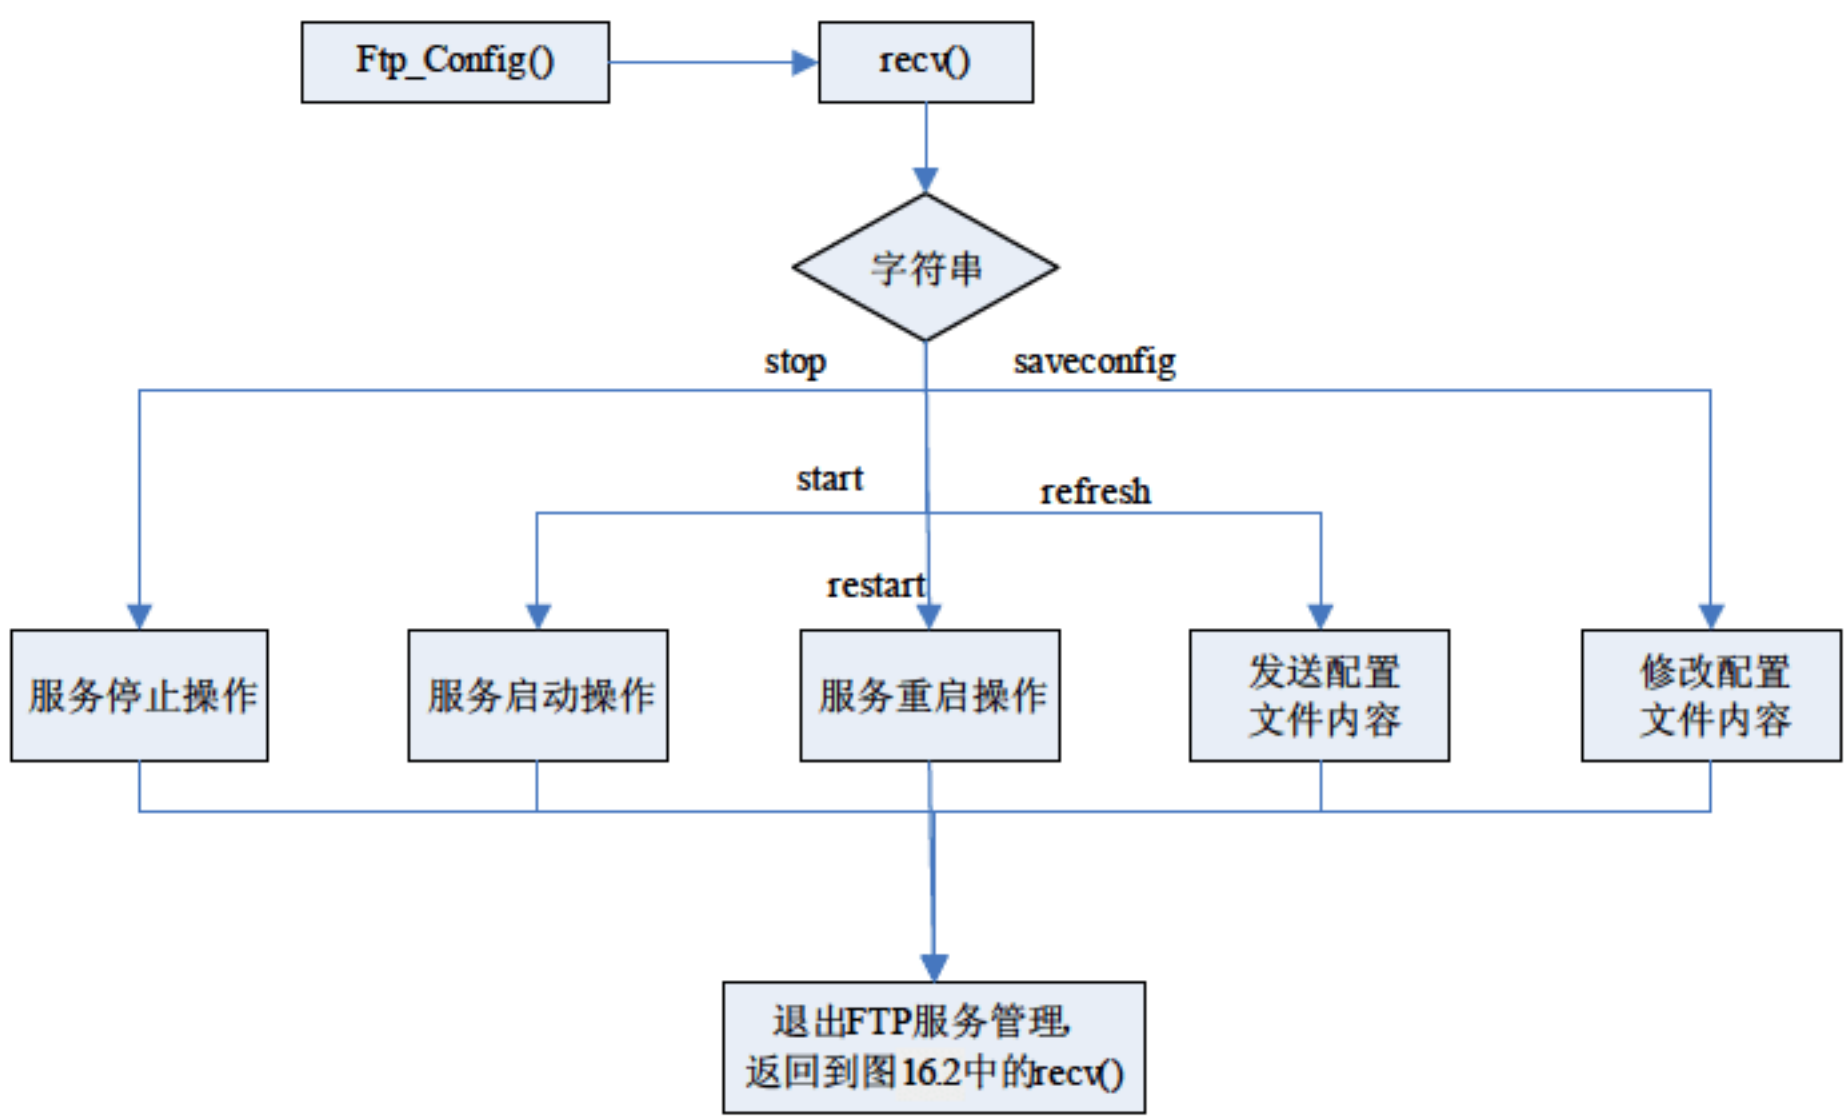 Ftp_Config()
recv()
字符串
stop
saveconfig
start
refresh
restart
服务停止操作
服务启动操作
服务重启操作
发送配置
文件内容
修改配置
文件内容
退出FTP服务管理,
返回到图16.2中的recv()